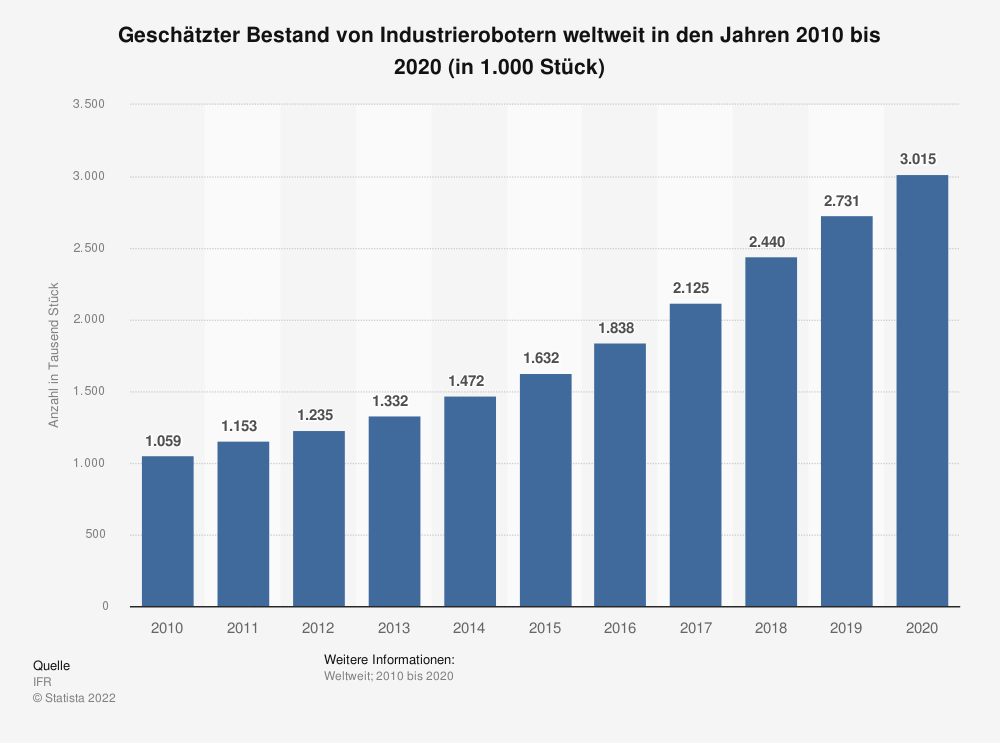 Geschätzter Bestand von Industrierobotern weltweit in den Jahren 2010 bis
2020 (in 1.000 Stück)
Anzahl in Tausend Stück
3.500
3.000
2.500
2.000
1.500
1.000
500
0
1.059
1.153
1.235
1.332
1.472
1.632
1.838
2.125
2.440
2.731
3.015
2010 2011 2012 2013 2014 2015 2016 2017 2018 2019 2020
Quelle
IFR
© Statista 2022
Weitere Informationen:
Weltweit; 2010 bis 2020